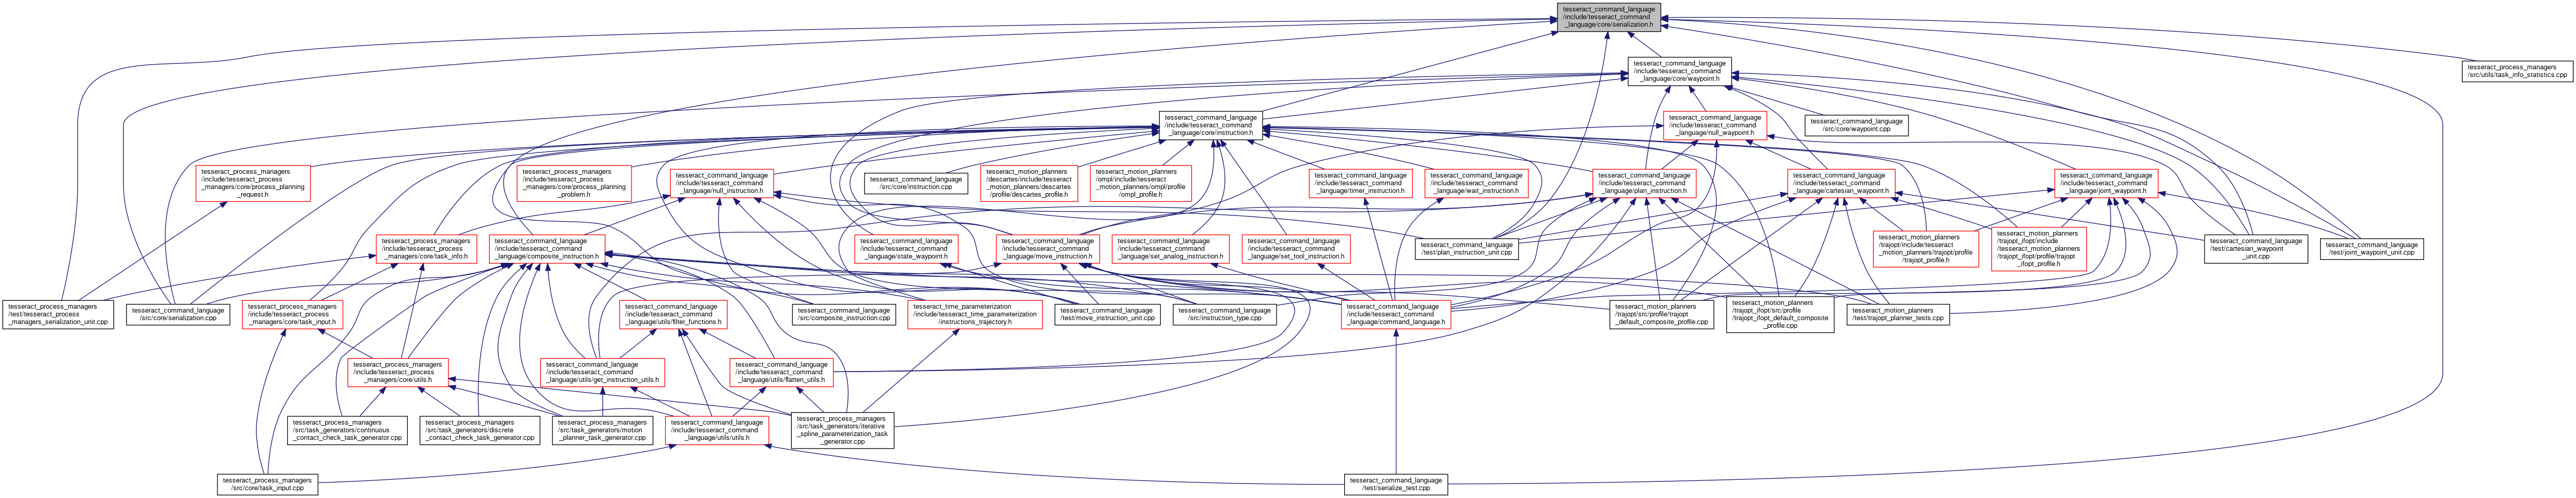 tesseract_command_language
/include/tesseract_command
_language/core/serialization.h
tesseract_command_language
/include/tesseract_command
_language/core/waypoint.h
tesseract_process_managers
/src/utils/task_info_statistics.cpp
tesseract_command_language
/include/tesseract_command
_language/core/instruction.h
tesseract_command_language
/include/tesseract_command
_language/null_waypoint.h
tesseract_command_language
/src/core/waypoint.cpp
tesseract_process_managers
/include/tesseract_process
_managers/core/process_planning
_request.h
tesseract_process_managers
/include/tesseract_process
_managers/core/process_planning
_problem.h
tesseract_command_language
/include/tesseract_command
_language/null_instruction.h
tesseract_command_language
/src/core/instruction.cpp
tesseract_motion_planners
/descartes/include/tesseract
_motion_planners/descartes
/profile/descartes_profile.h
tesseract_motion_planners
/ompl/include/tesseract
_motion_planners/ompl/profile
/ompl_profile.h
tesseract_command_language
/include/tesseract_command
_language/timer_instruction.h
tesseract_command_language
/include/tesseract_command
_language/wait_instruction.h
tesseract_command_language
/include/tesseract_command
_language/plan_instruction.h
tesseract_command_language
/include/tesseract_command
_language/cartesian_waypoint.h
tesseract_command_language
/include/tesseract_command
_language/joint_waypoint.h
tesseract_process_managers
/include/tesseract_process
_managers/core/task_info.h
tesseract_command_language
/include/tesseract_command
_language/composite_instruction.h
tesseract_command_language
/include/tesseract_command
_language/state_waypoint.h
tesseract_command_language
/include/tesseract_command
_language/move_instruction.h
tesseract_command_language
/include/tesseract_command
_language/set_analog_instruction.h
tesseract_command_language
/include/tesseract_command
_language/set_tool_instruction.h
tesseract_command_language
/test/plan_instruction_unit.cpp
tesseract_motion_planners
/trajopt/include/tesseract
_motion_planners/trajopt/profile
/trajopt_profile.h
tesseract_motion_planners
/trajopt_ifopt/include
/tesseract_motion_planners
/trajopt_ifopt/profile/trajopt
_ifopt_profile.h
tesseract_command_language
/test/cartesian_waypoint
_unit.cpp
tesseract_command_language
/test/joint_waypoint_unit.cpp
tesseract_process_managers
/test/tesseract_process
_managers_serialization_unit.cpp
tesseract_command_language
/src/core/serialization.cpp
tesseract_process_managers
/include/tesseract_process
_managers/core/task_input.h
tesseract_command_language
/include/tesseract_command
_language/utils/filter_functions.h
tesseract_command_language
/src/composite_instruction.cpp
tesseract_time_parameterization
/include/tesseract_time_parameterization
/instructions_trajectory.h
tesseract_command_language
/test/move_instruction_unit.cpp
tesseract_command_language
/src/instruction_type.cpp
tesseract_command_language
/include/tesseract_command
_language/command_language.h
tesseract_motion_planners
/trajopt/src/profile/trajopt
_default_composite_profile.cpp
tesseract_motion_planners
/trajopt_ifopt/src/profile
/trajopt_ifopt_default_composite
_profile.cpp
tesseract_motion_planners
/test/trajopt_planner_tests.cpp
tesseract_process_managers
/include/tesseract_process
_managers/core/utils.h
tesseract_command_language
/include/tesseract_command
_language/utils/get_instruction_utils.h
tesseract_command_language
/include/tesseract_command
_language/utils/flatten_utils.h
tesseract_process_managers
/src/task_generators/continuous
_contact_check_task_generator.cpp
tesseract_process_managers
/src/task_generators/discrete
_contact_check_task_generator.cpp
tesseract_process_managers
/src/task_generators/motion
_planner_task_generator.cpp
tesseract_command_language
/include/tesseract_command
_language/utils/utils.h
tesseract_process_managers
/src/task_generators/iterative
_spline_parameterization_task
_generator.cpp
tesseract_process_managers
/src/core/task_input.cpp
tesseract_command_language
/test/serialize_test.cpp